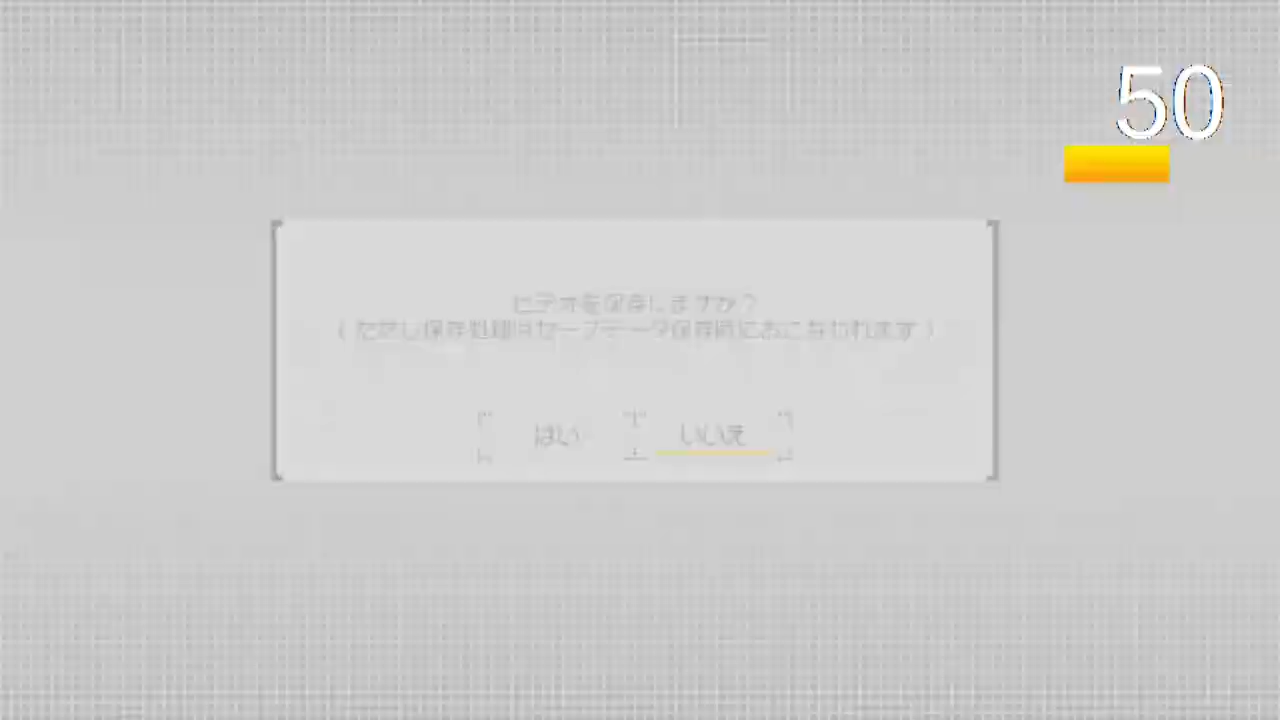 50
ビデオを保存しますか？
（ ただし保存処理はセーブデータ保存時におこなわれます ）
はい
いいえ